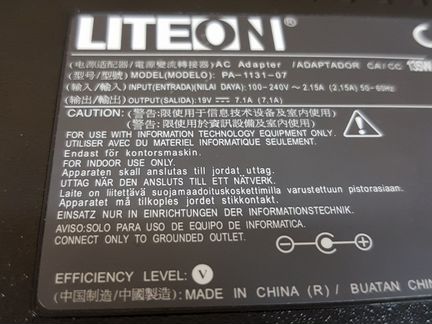 LITEON®
(电源适配器/電源變流轉接器) AC Adapter /ADAPTADOR CA/CC 135W
(型号/型號) MODEL(MODELO): PA-1131-07
(输入/輸入) INPUT(ENTRADA)(NILAI DAYA): 100-240V ~ 2.15A (2,15A) 50-60Hz
(输出/輸出) OUTPUT(SALIDA): 19V ⎓ 7.1A (7,1A)
CAUTION: (警告: 限使用于信息技术设备及室内使用)
(警告: 限使用於資訊設備及室內使用)
FOR USE WITH INFORMATION TECHNOLOGY EQUIPMENT ONLY.
UTILISER AVEC DU MATERIEL INFORMATIQUE SEULEMENT.
Endast för kontorsmaskin.
FOR INDOOR USE ONLY.
Apparaten skall anslutas till jordat uttag.
UTTAG NÄR DEN ANSLUTS TILL ETT NÄTVERK.
Laite on liitettävä suojamaadoituskoskettimilla varustettuun pistorasiaan.
Apparatet må tilkoples jordet stikkontakt.
EINSATZ NUR IN EINRICHTUNGEN DER INFORMATIONSTECHNIK.
AVISO:SOLO PARA USO DE EQUIPO DE INFORMATICA.
CONNECT ONLY TO GROUNDED OUTLET.
EFFICIENCY LEVEL: V
(中国制造/中國製造): MADE IN CHINA (R) / BUATAN CHI